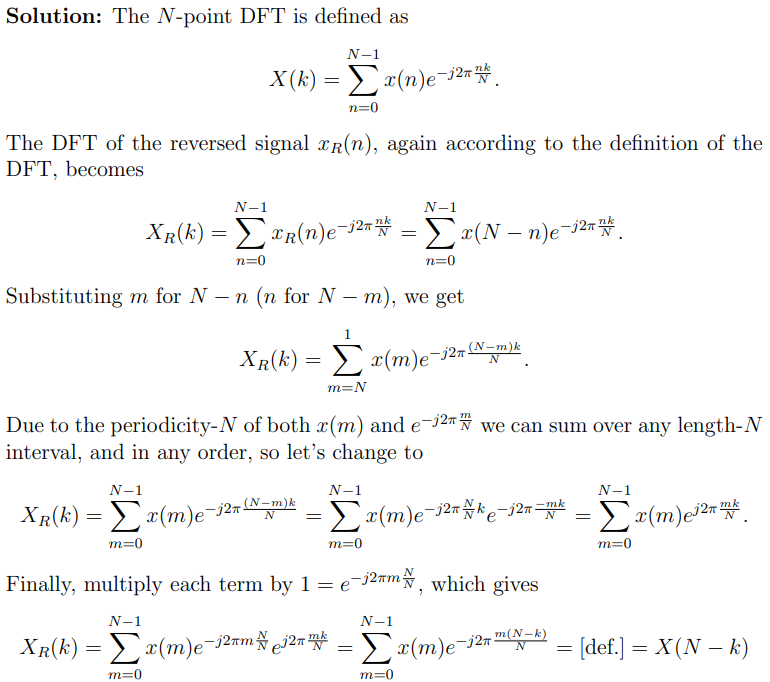 Solution: The N-point DFT is defined as
X(k) = \sum_{n=0}^{N-1} x(n)e^{-j2\pi\frac{nk}{N}}.
The DFT of the reversed signal x_R(n), again according to the definition of the
DFT, becomes
X_R(k) = \sum_{n=0}^{N-1} x_R(n)e^{-j2\pi\frac{nk}{N}} = \sum_{n=0}^{N-1} x(N - n)e^{-j2\pi\frac{nk}{N}}.
Substituting m for N - n (n for N - m), we get
X_R(k) = \sum_{m=N}^{1} x(m)e^{-j2\pi\frac{(N-m)k}{N}}.
Due to the periodicity-N of both x(m) and e^{-j2\pi\frac{m}{N}} we can sum over any length-N
interval, and in any order, so let's change to
X_R(k) = \sum_{m=0}^{N-1} x(m)e^{-j2\pi\frac{(N-m)k}{N}} = \sum_{m=0}^{N-1} x(m)e^{-j2\pi\frac{N}{N}k}e^{-j2\pi\frac{-mk}{N}} = \sum_{m=0}^{N-1} x(m)e^{j2\pi\frac{mk}{N}}.
Finally, multiply each term by 1 = e^{-j2\pi m\frac{N}{N}}, which gives
X_R(k) = \sum_{m=0}^{N-1} x(m)e^{-j2\pi m\frac{N}{N}}e^{j2\pi\frac{mk}{N}} = \sum_{m=0}^{N-1} x(m)e^{-j2\pi\frac{m(N-k)}{N}} = [def.] = X(N - k)